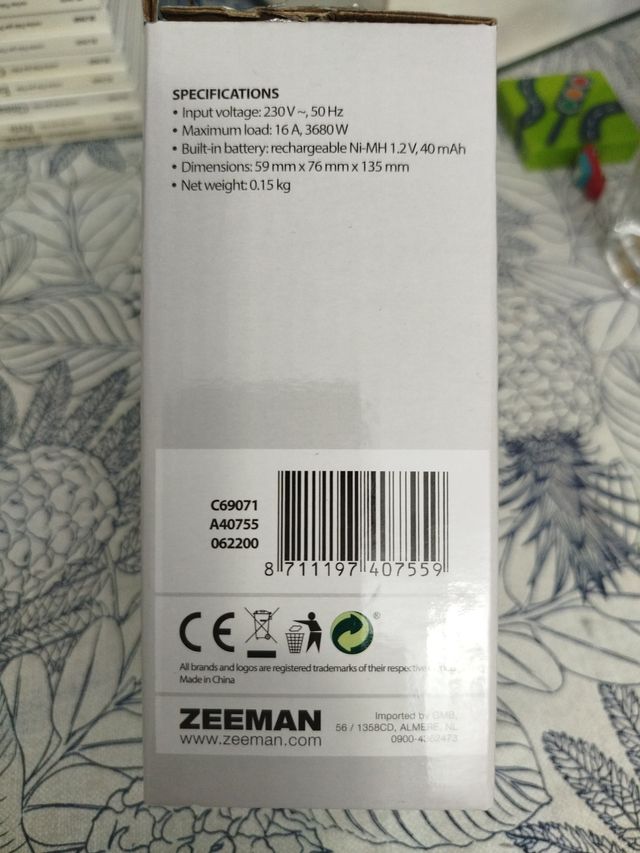 SPECIFICATIONS
• Input voltage: 230 V ~, 50 Hz
• Maximum load: 16 A, 3680 W
• Built-in battery: rechargeable Ni-MH 1.2 V, 40 mAh
• Dimensions: 59 mm x 76 mm x 135 mm
• Net weight: 0.15 kg
C69071
A40755
062200
8 711197 407559
CE
All brands and logos are registered trademarks of their
Made in China
ZEEMAN
www.zeeman.com
Imported by
56 / 1358CD, ALMERE, NL